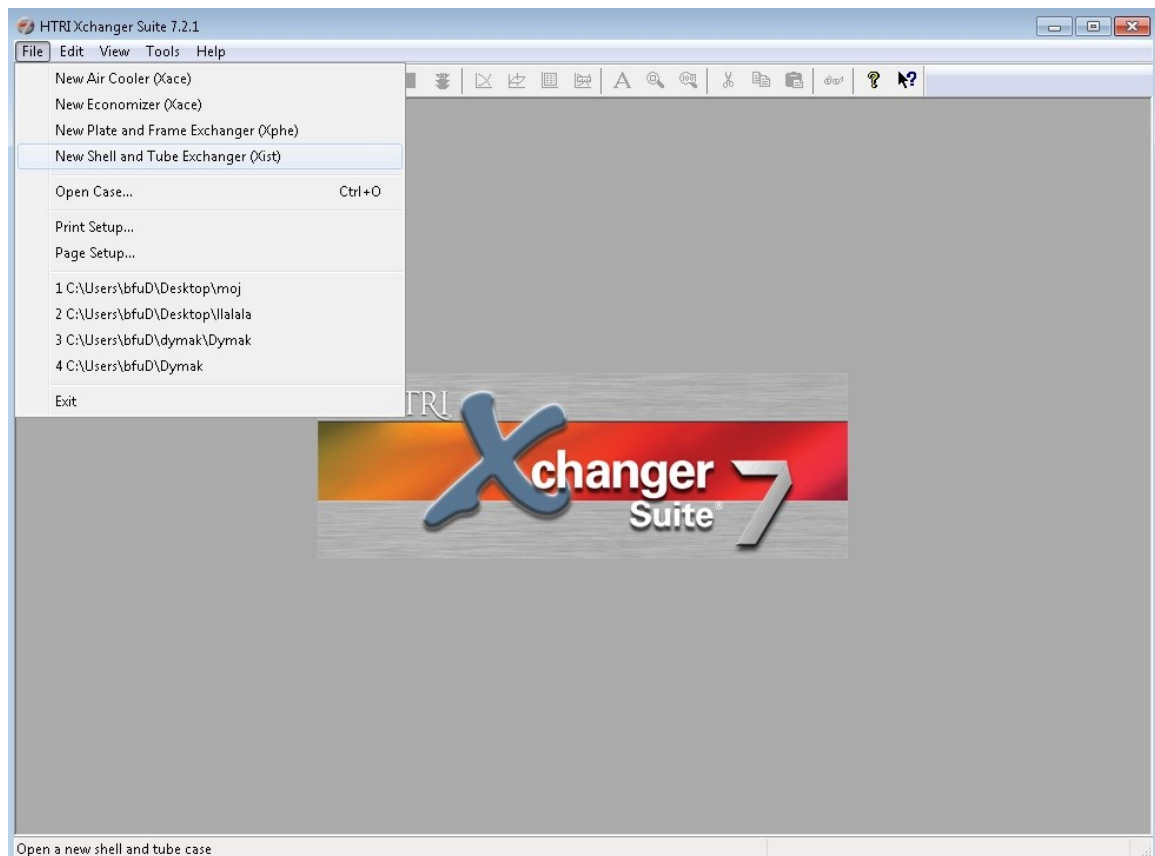 HTRI Xchanger Suite 7.2.1
File Edit View Tools Help
New Air Cooler (Xace)
New Economizer (Xace)
New Plate and Frame Exchanger (Xphe)
New Shell and Tube Exchanger (Xist)
Open Case... Ctrl+O
Print Setup...
Page Setup...
1 C:\Users\bfuD\Desktop\moj
2 C:\Users\bfuD\Desktop\llalala
3 C:\Users\bfuD\dymak\Dymak
4 C:\Users\bfuD\Dymak
Exit
TRI
Xchanger 7
Suite®
Open a new shell and tube case